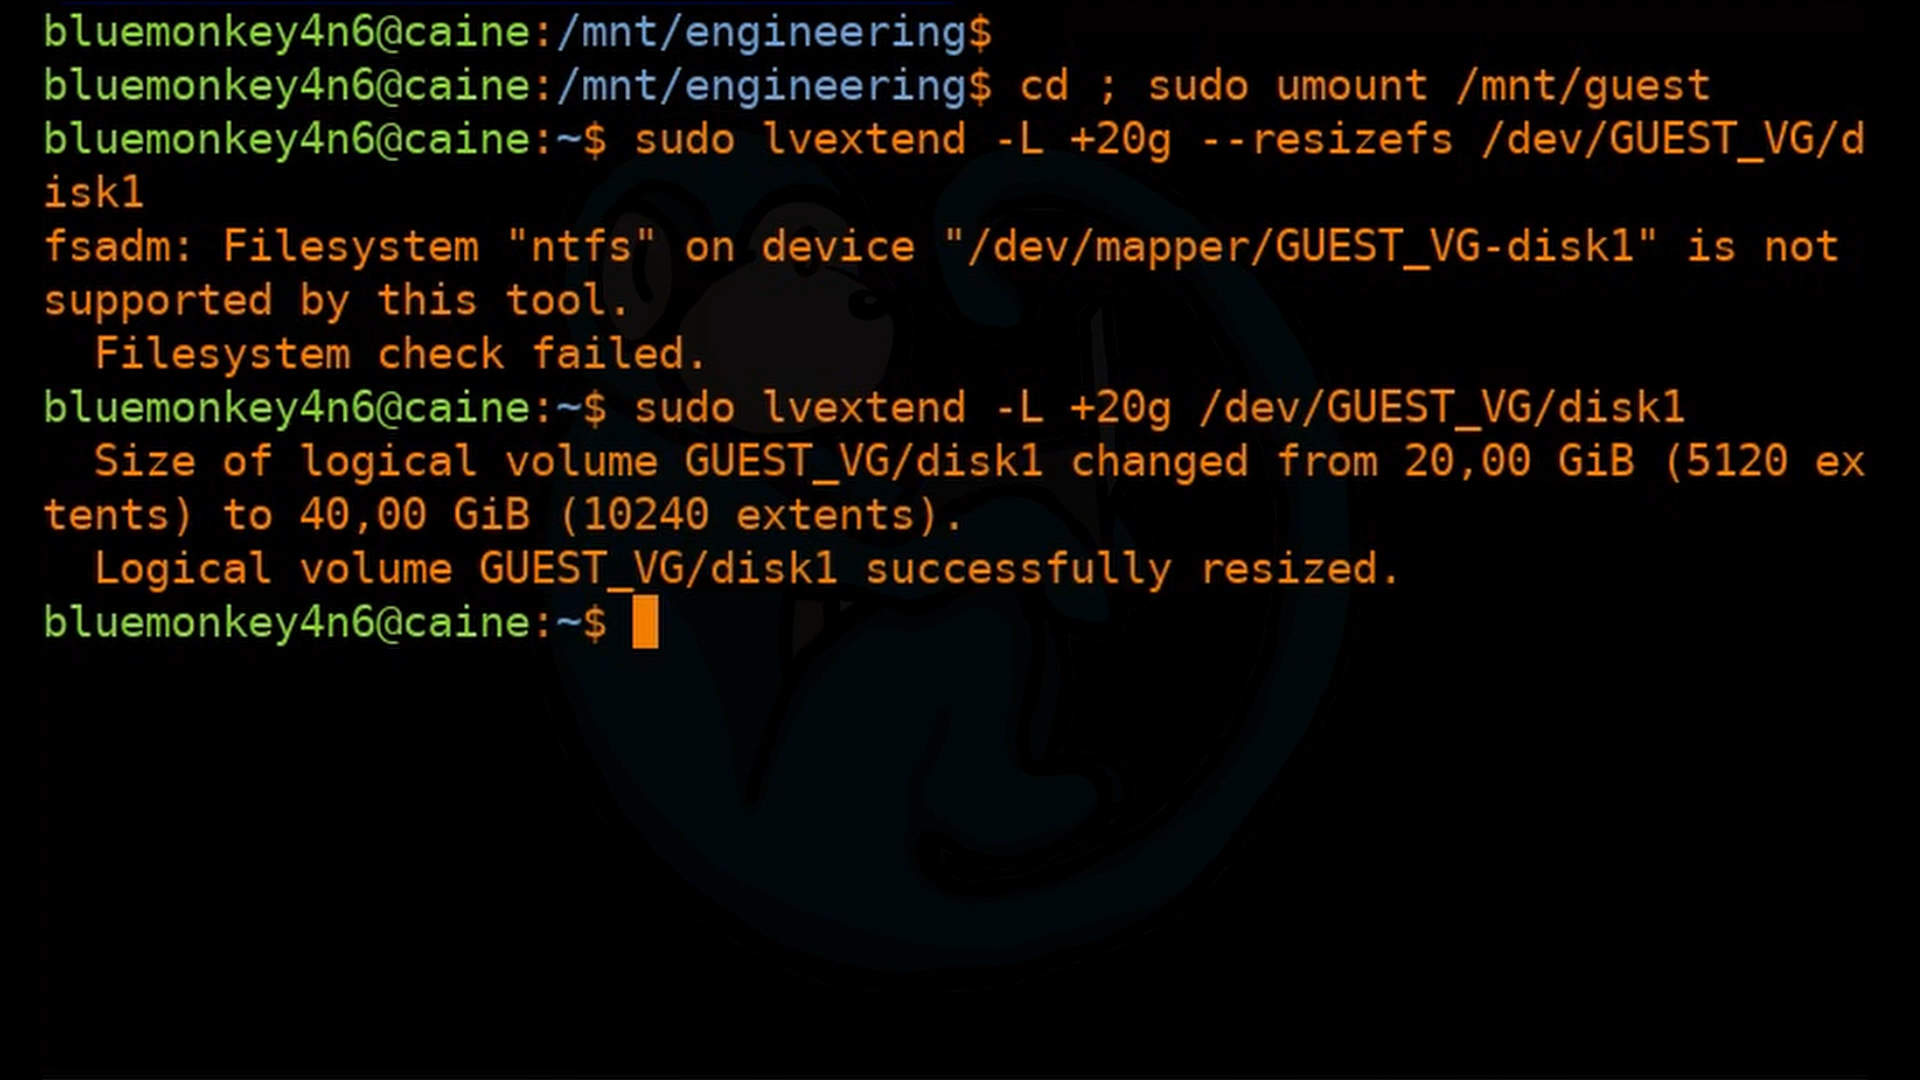 bluemonkey4n6@caine:/mnt/engineering$
bluemonkey4n6@caine:/mnt/engineering$ cd ; sudo umount /mnt/guest
bluemonkey4n6@caine:~$ sudo lvextend -L +20g --resizefs /dev/GUEST_VG/d
isk1
fsadm: Filesystem "ntfs" on device "/dev/mapper/GUEST_VG-disk1" is not
supported by this tool.
  Filesystem check failed.
bluemonkey4n6@caine:~$ sudo lvextend -L +20g /dev/GUEST_VG/disk1
  Size of logical volume GUEST_VG/disk1 changed from 20,00 GiB (5120 ex
tents) to 40,00 GiB (10240 extents).
  Logical volume GUEST_VG/disk1 successfully resized.
bluemonkey4n6@caine:~$